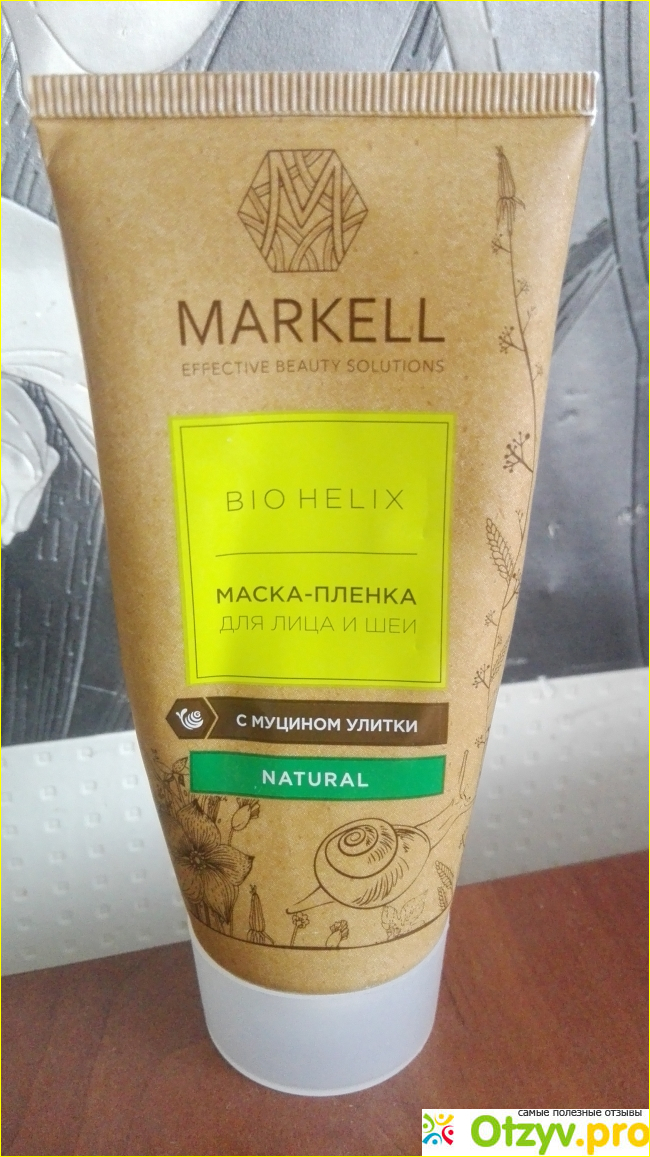 MARKELL
EFFECTIVE BEAUTY SOLUTIONS
BIO HELIX
МАСКА-ПЛЕНКА
ДЛЯ ЛИЦА И ШЕИ
С МУЦИНОМ УЛИТКИ
NATURAL
самые полезные отзывы
Otzyv.pro